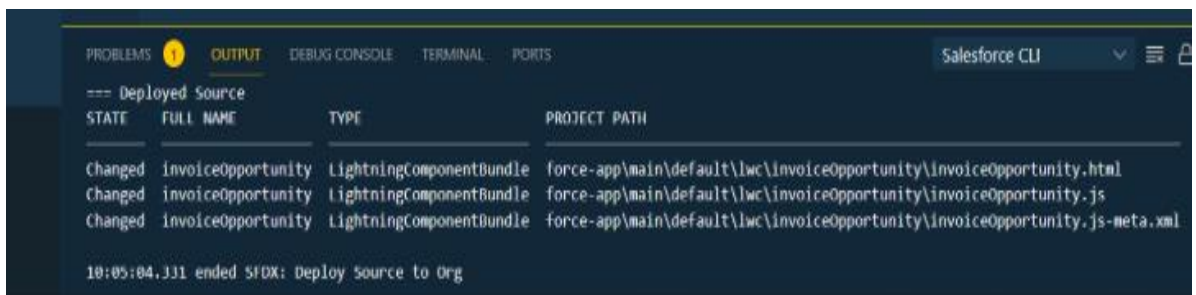 PROBLEMS 1 OUTPUT DEBUG CONSOLE TERMINAL PORTS Salesforce CLI
=== Deployed Source
STATE FULL NAME TYPE PROJECT PATH
Changed invoiceOpportunity LightningComponentBundle force-app\main\default\lwc\invoiceOpportunity\invoiceOpportunity.html
Changed invoiceOpportunity LightningComponentBundle force-app\main\default\lwc\invoiceOpportunity\invoiceOpportunity.js
Changed invoiceOpportunity LightningComponentBundle force-app\main\default\lwc\invoiceOpportunity\invoiceOpportunity.js-meta.xml
10:05:04.331 ended SFDX: Deploy Source to Org